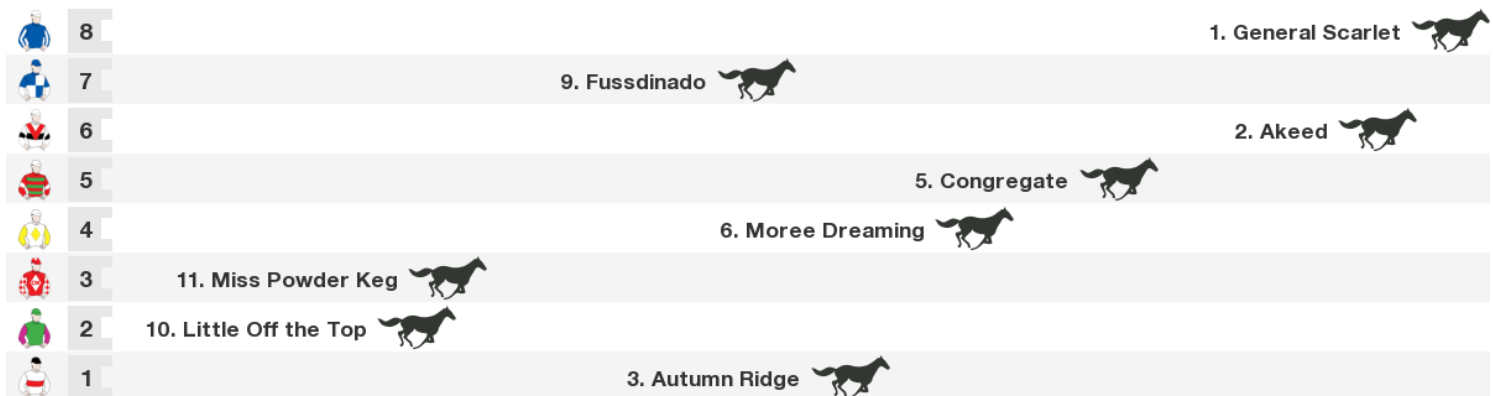 8 1. General Scarlet
7 9. Fussdinado
6 2. Akeed
5 5. Congregate
4 6. Moree Dreaming
3 11. Miss Powder Keg
2 10. Little Off the Top
1 3. Autumn Ridge